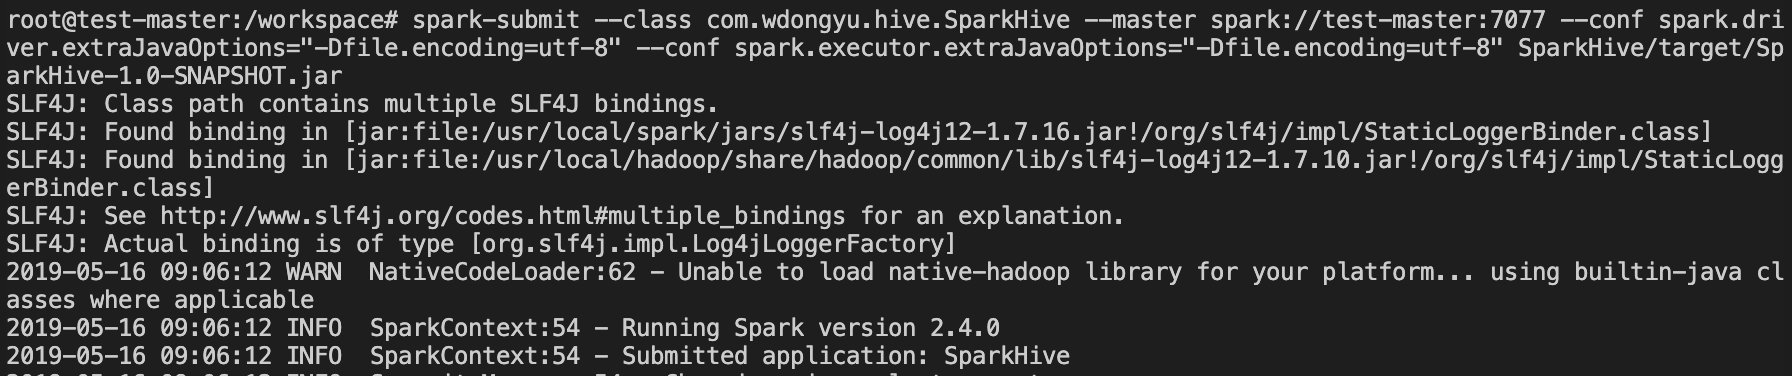 root@test-master:/workspace# spark-submit --class com.wdongyu.hive.SparkHive --master spark://test-master:7077 --conf spark.dri
ver.extraJavaOptions="-Dfile.encoding=utf-8" --conf spark.executor.extraJavaOptions="-Dfile.encoding=utf-8" SparkHive/target/Sp
arkHive-1.0-SNAPSHOT.jar
SLF4J: Class path contains multiple SLF4J bindings.
SLF4J: Found binding in [jar:file:/usr/local/spark/jars/slf4j-log4j12-1.7.16.jar!/org/slf4j/impl/StaticLoggerBinder.class]
SLF4J: Found binding in [jar:file:/usr/local/hadoop/share/hadoop/common/lib/slf4j-log4j12-1.7.10.jar!/org/slf4j/impl/StaticLogg
erBinder.class]
SLF4J: See http://www.slf4j.org/codes.html#multiple_bindings for an explanation.
SLF4J: Actual binding is of type [org.slf4j.impl.Log4jLoggerFactory]
2019-05-16 09:06:12 WARN  NativeCodeLoader:62 - Unable to load native-hadoop library for your platform... using builtin-java cl
asses where applicable
2019-05-16 09:06:12 INFO  SparkContext:54 - Running Spark version 2.4.0
2019-05-16 09:06:12 INFO  SparkContext:54 - Submitted application: SparkHive